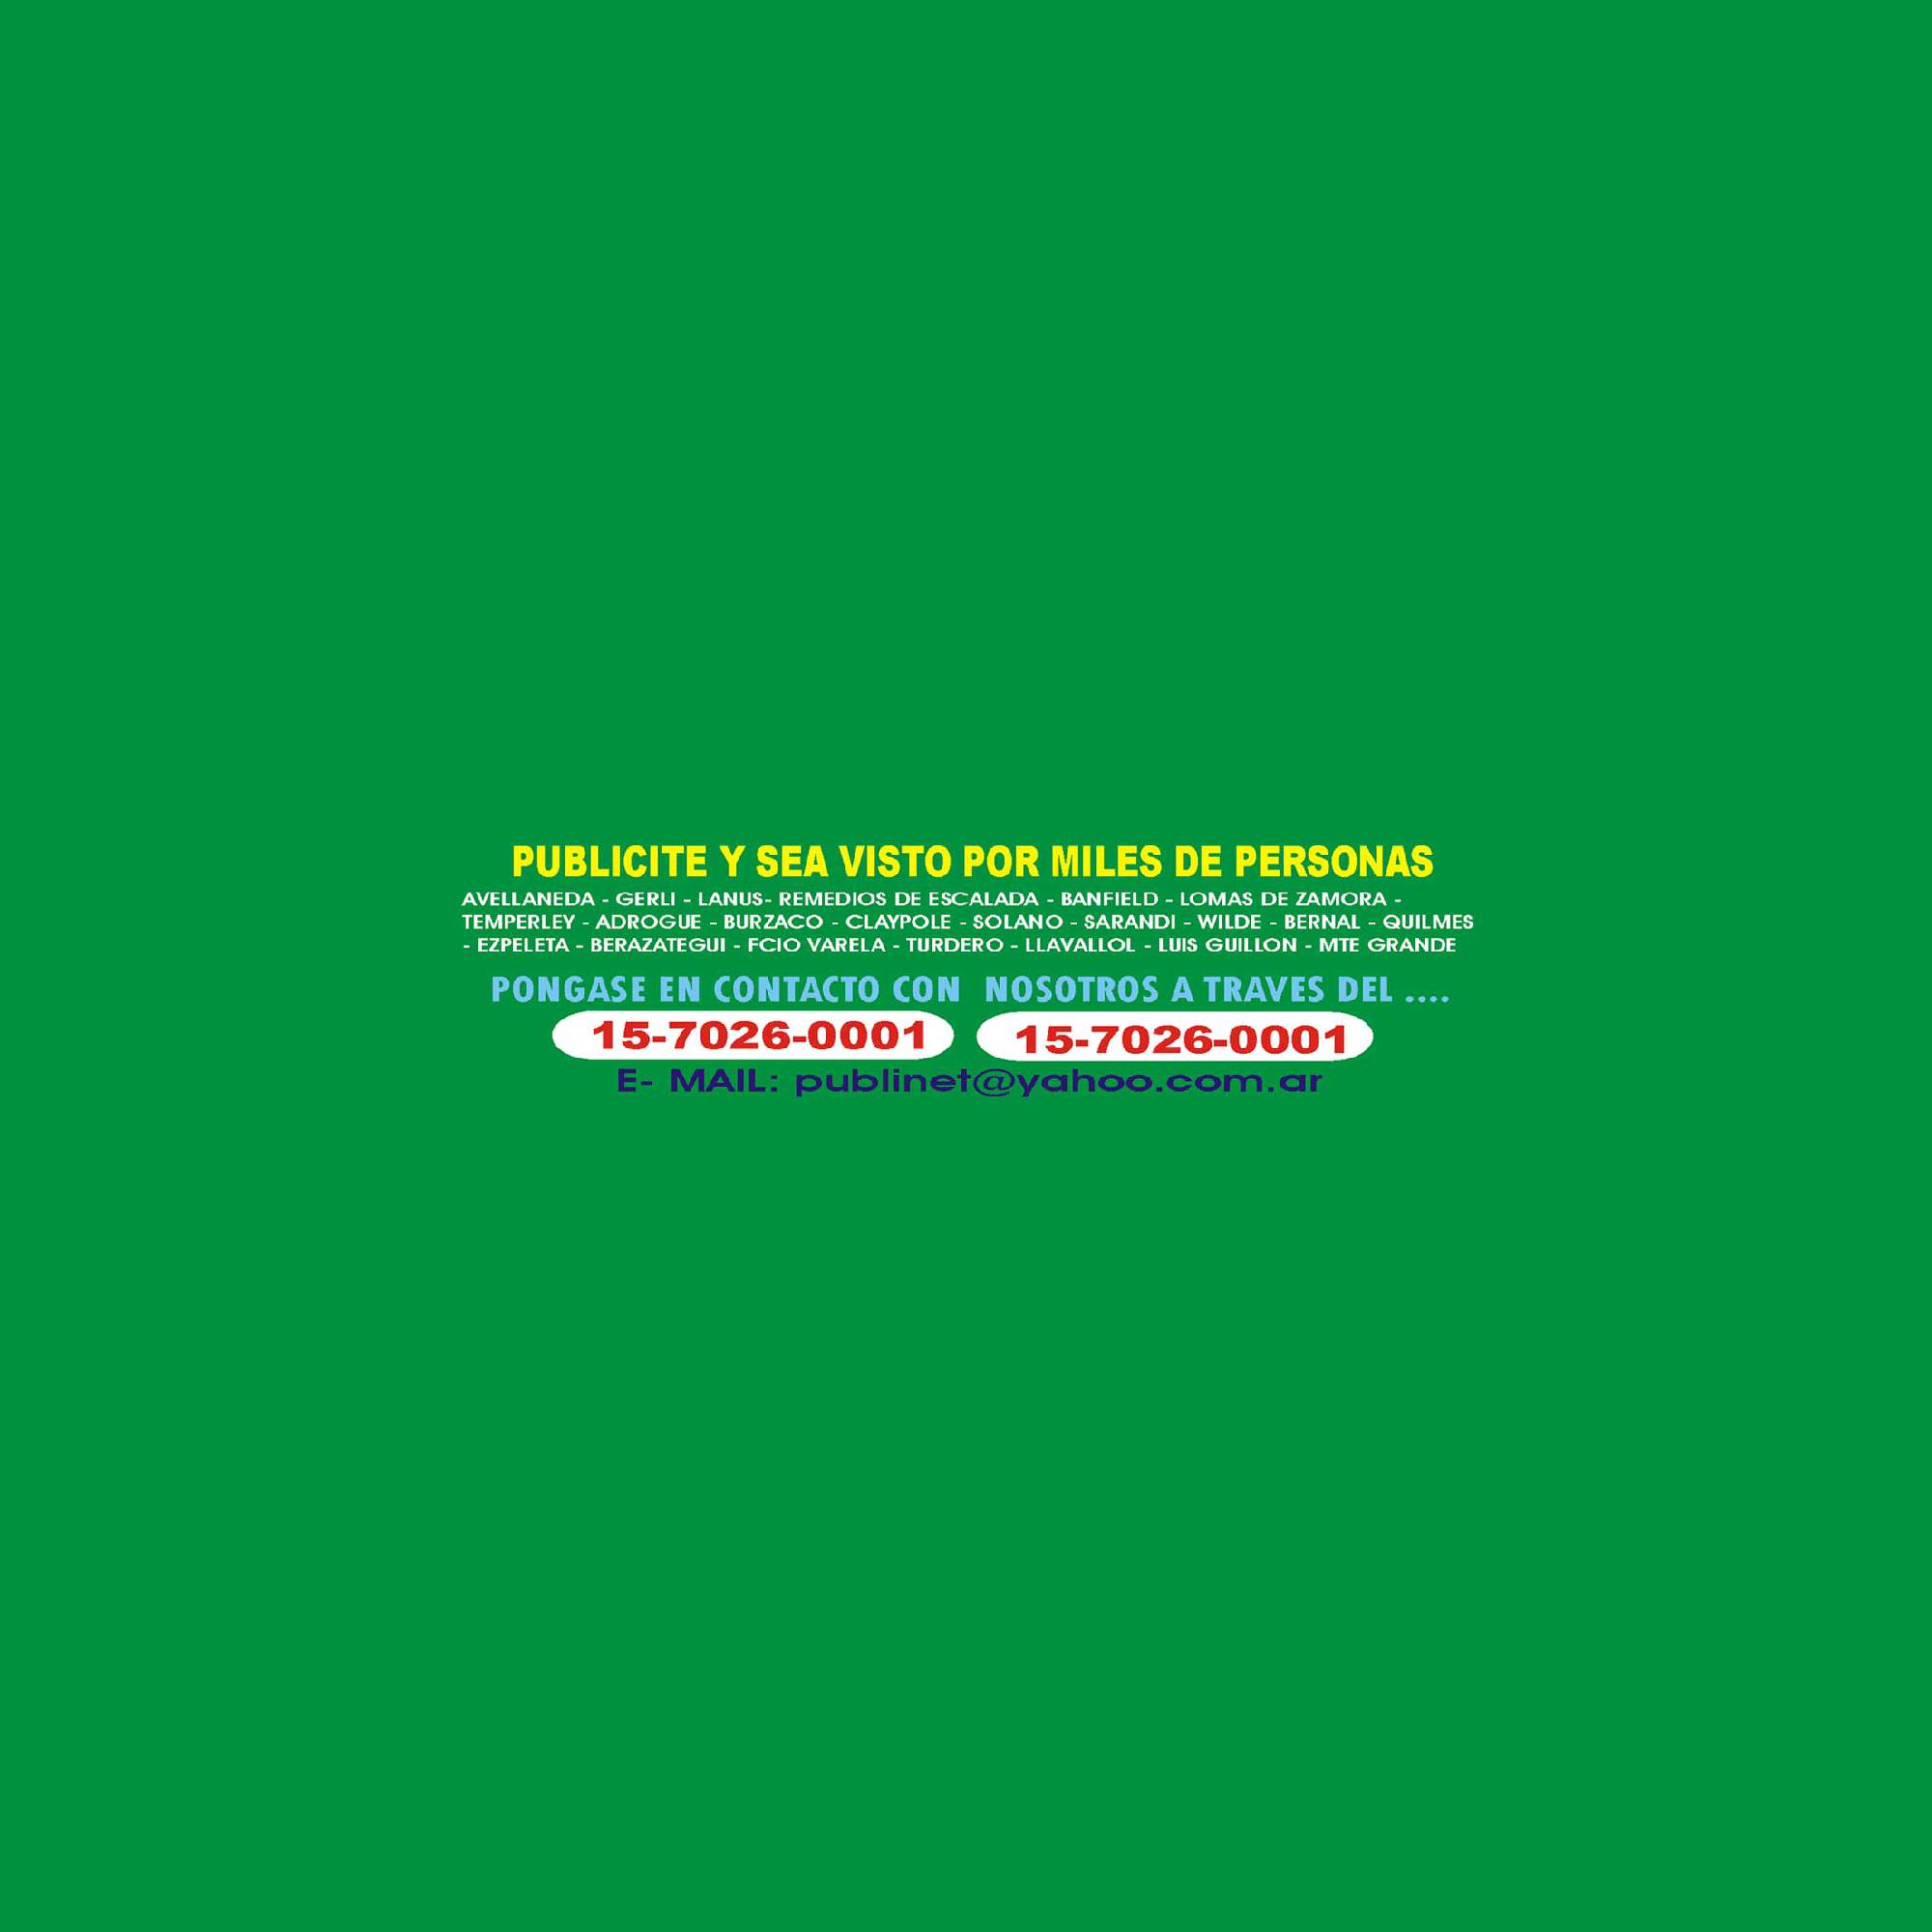 PUBLICITE Y SEA VISTO POR MILES DE PERSONAS
AVELLANEDA - GERLI - LANUS- REMEDIOS DE ESCALADA - BANFIELD - LOMAS DE ZAMORA -
TEMPERLEY - ADROGUE - BURZACO - CLAYPOLE - SOLANO - SARANDI - WILDE - BERNAL - QUILMES
- EZPELETA - BERAZATEGUI - FCIO VARELA - TURDERO - LLAVALLOL - LUIS GUILLON - MTE GRANDE
PONGASE EN CONTACTO CON NOSOTROS A TRAVES DEL ....
15-7026-0001 15-7026-0001
E- MAIL: publinet@yahoo.com.ar